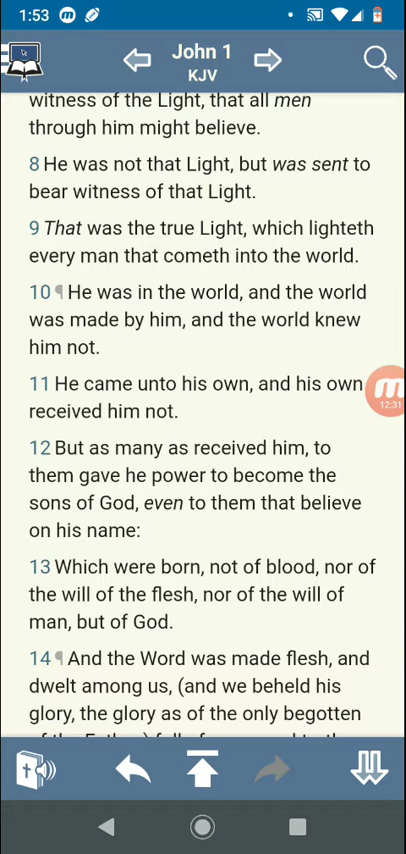 1:53
John 1
KJV
witness of the Light, that all men
through him might believe.
8 He was not that Light, but was sent to
bear witness of that Light.
9 That was the true Light, which lighteth
every man that cometh into the world.
10 ¶ He was in the world, and the world
was made by him, and the world knew
him not.
11 He came unto his own, and his own
received him not.
12:31
12 But as many as received him, to
them gave he power to become the
sons of God, even to them that believe
on his name:
13 Which were born, not of blood, nor of
the will of the flesh, nor of the will of
man, but of God.
14 ¶ And the Word was made flesh, and
dwelt among us, (and we beheld his
glory, the glory as of the only begotten